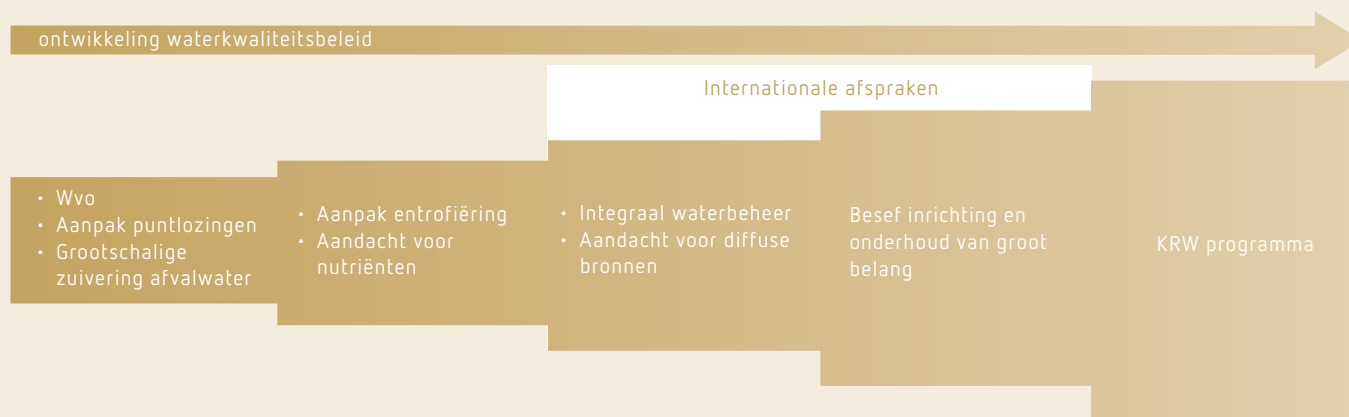 ontwikkeling waterkwaliteitsbeleid
Internationale afspraken
• Wvo
• Aanpak puntlozingen
• Grootschalige
zuivering afvalwater
• Aanpak entrofiëring
• Aandacht voor
nutriënten
• Integraal waterbeheer
• Aandacht voor diffuse
bronnen
Besef inrichting en
onderhoud van groot
belang
KRW programma